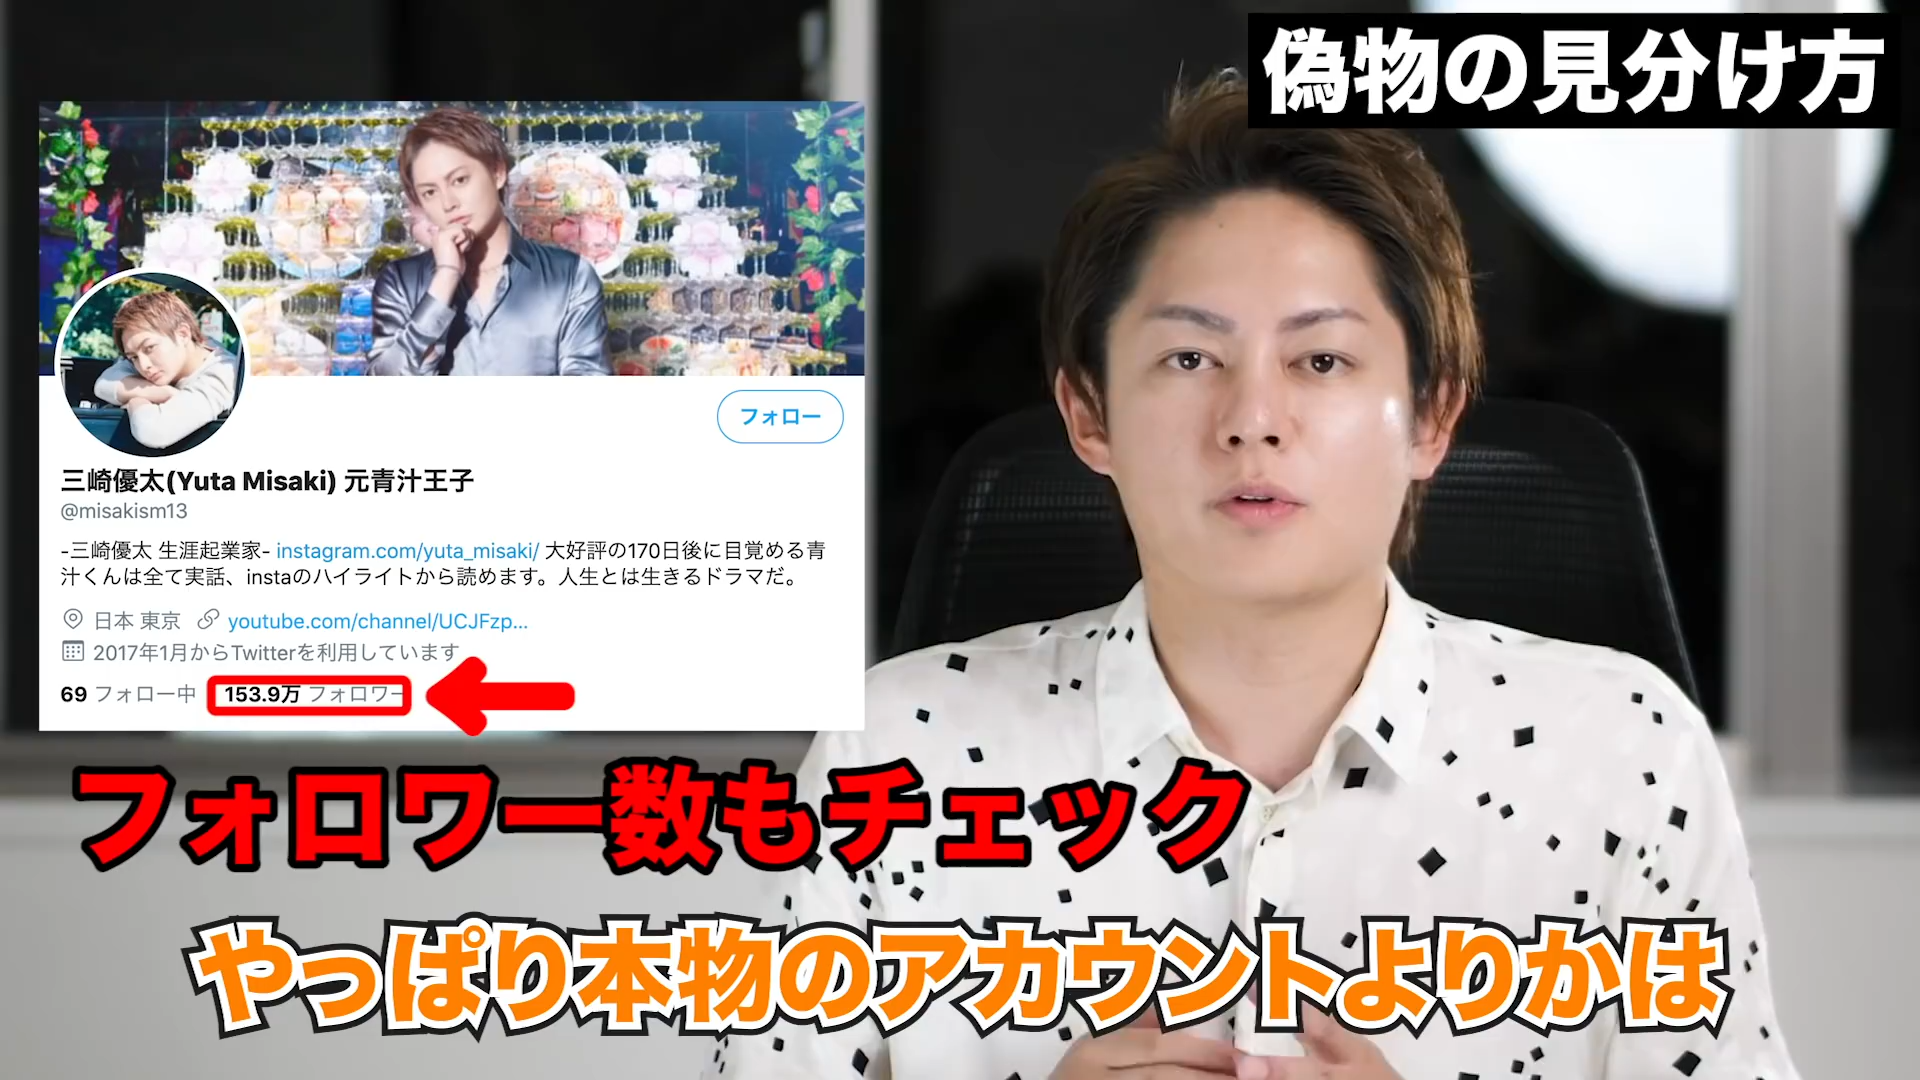 偽物の見分け方
フォロー
三崎優太(Yuta Misaki) 元青汁王子
@misakism13
-三崎優太 生涯起業家- instagram.com/yuta_misaki/ 大好評の170日後に目覚める青
汁くんは全て実話、instaのハイライトから読めます。人生とは生きるドラマだ。
日本 東京 youtube.com/channel/UCJFzp...
2017年1月からTwitterを利用しています
69 フォロー中 153.9万 フォロワー
フォロワー数もチェック
やっぱり本物のアカウントよりかは